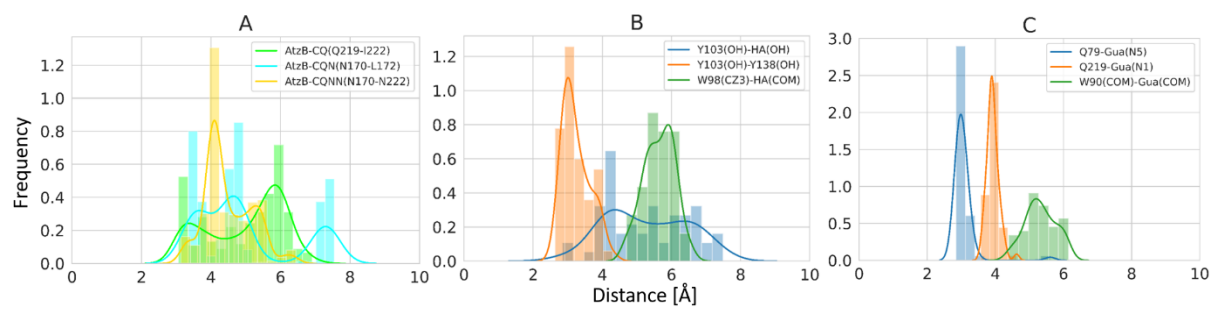 A
AtzB-CQ(Q219-I222)
AtzB-CQN(N170-L172)
AtzB-CQNN(N170-N222)
1.2
1.0
0.8
0.6
0.4
0.2
0.0
0 2 4 6 8 10
Frequency
B
Y103(OH)-HA(OH)
Y103(OH)-Y138(OH)
W98(CZ3)-HA(COM)
1.2
1.0
0.8
0.6
0.4
0.2
0.0
0 2 4 6 8 10
Distance [Å]
C
Q79-Gua(N5)
Q219-Gua(N1)
W90(COM)-Gua(COM)
3.0
2.5
2.0
1.5
1.0
0.5
0.0
0 2 4 6 8 10